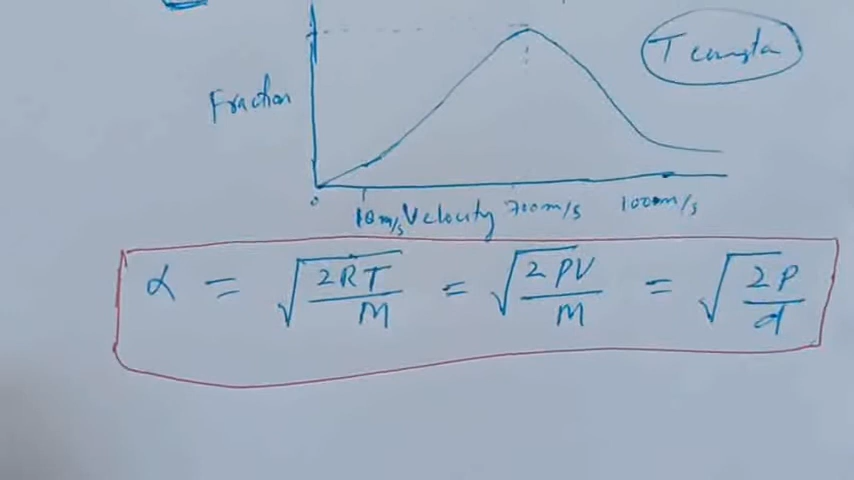 T consta
Fraction
0 10m/s Velocity 700m/s 1000m/s
α = √(2RT/M) = √(2PV/M) = √(2P/d)